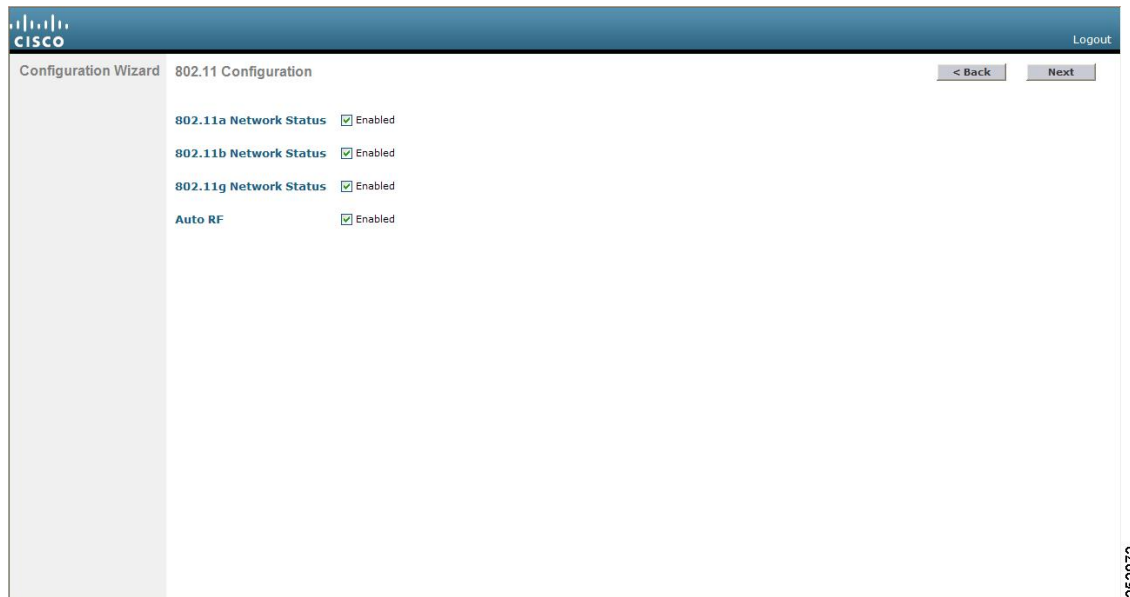 CISCO
Logout
Configuration Wizard
802.11 Configuration
< Back
Next
802.11a Network Status Enabled
802.11b Network Status Enabled
802.11g Network Status Enabled
Auto RF Enabled